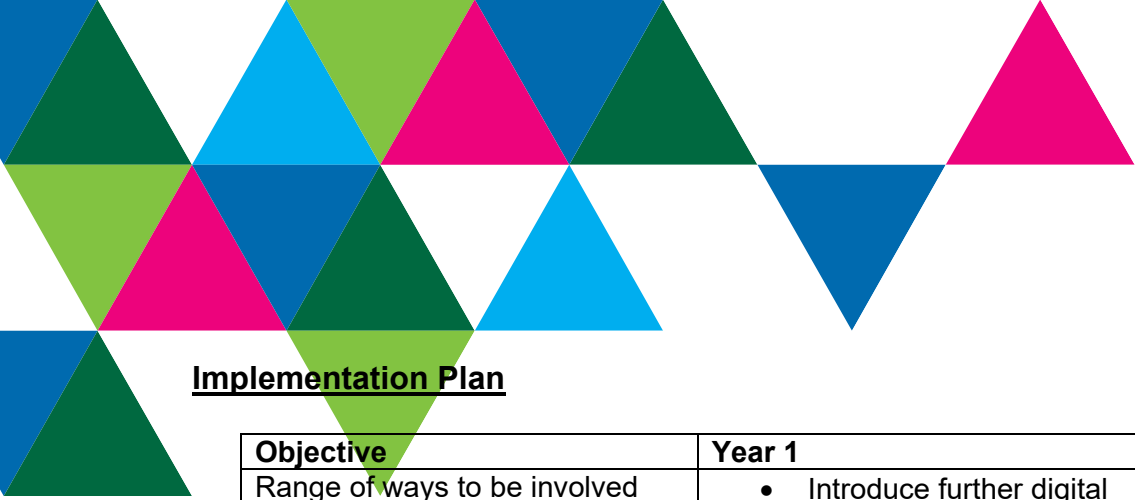 Implementation Plan
Objective Year 1
Range of ways to be involved • Introduce further digital